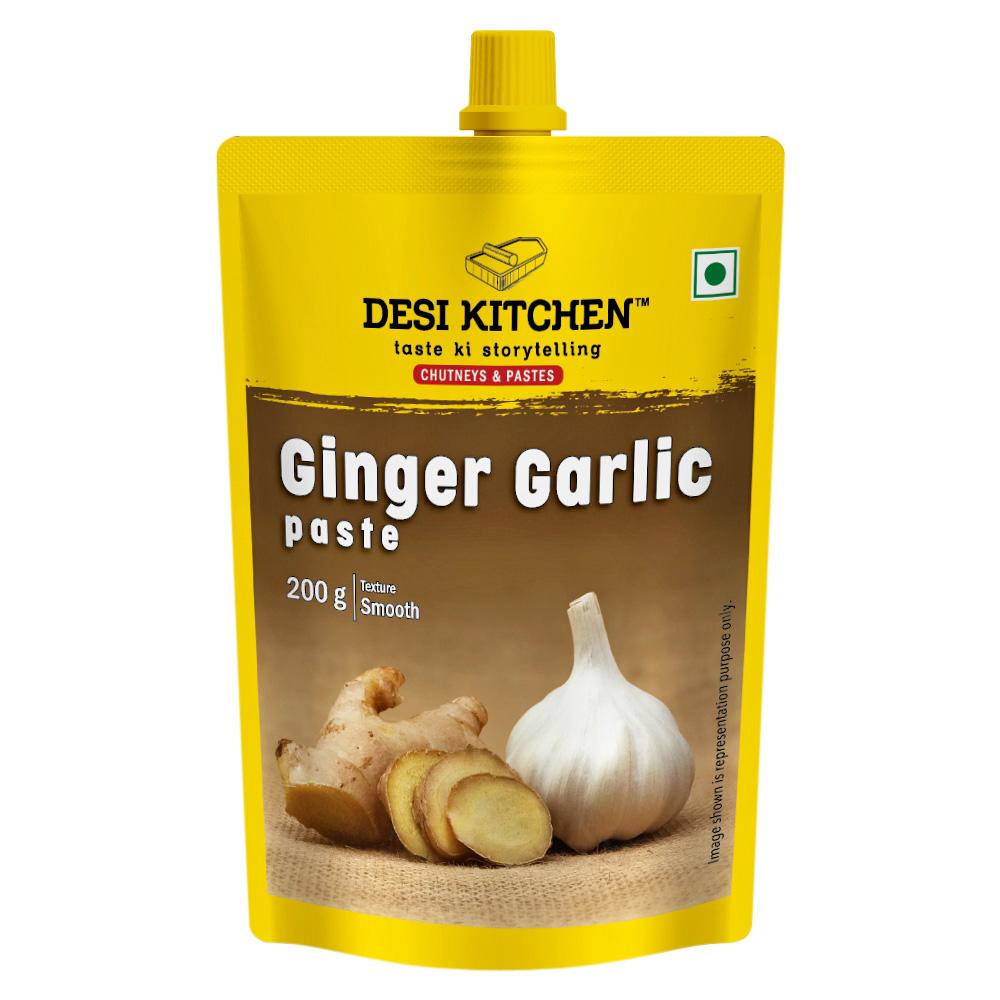 DESI KITCHEN™
taste ki storytelling
CHUTNEYS & PASTES
Ginger Garlic
paste
200 g
Texture
Smooth
Image shown is representation purpose only.